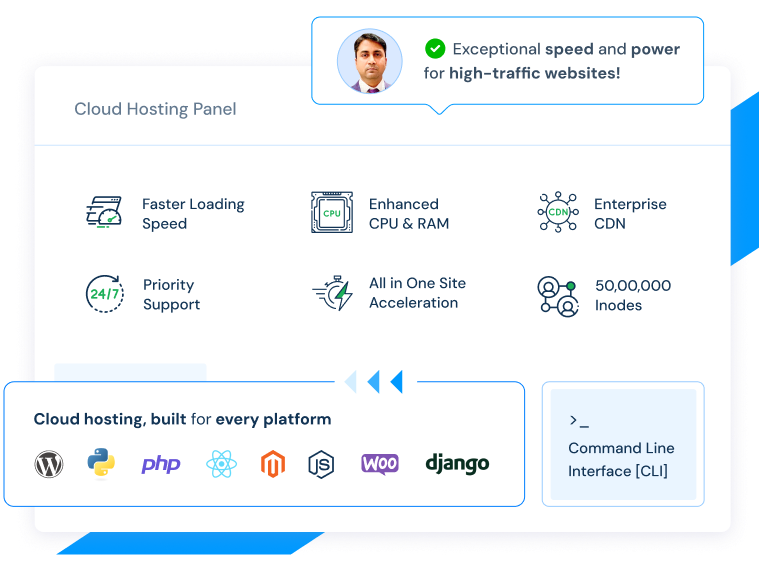 Exceptional speed and power
for high-traffic websites!
Cloud Hosting Panel
Faster Loading
Speed
CPU
Enhanced
CPU & RAM
CDN
Enterprise
CDN
24/7
Priority
Support
All in One Site
Acceleration
50,00,000
Inodes
Cloud hosting, built for every platform
W
php
JS
WOO
django
>_
Command Line
Interface [CLI]